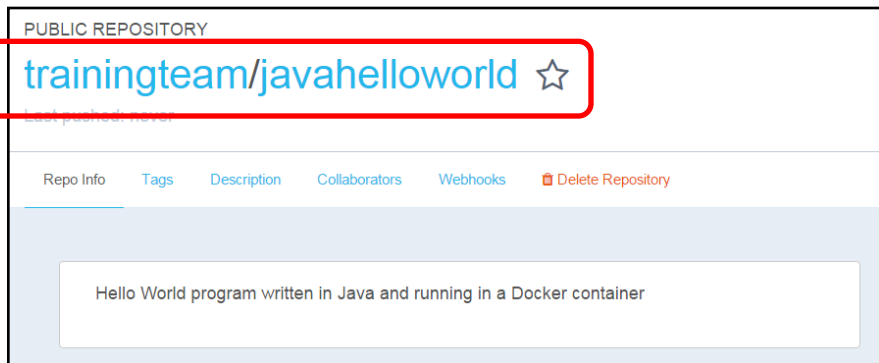 PUBLIC REPOSITORY
trainingteam/javahelloworld
Last pushed: never
Repo Info Tags Description Collaborators Webhooks Delete Repository
Hello World program written in Java and running in a Docker container